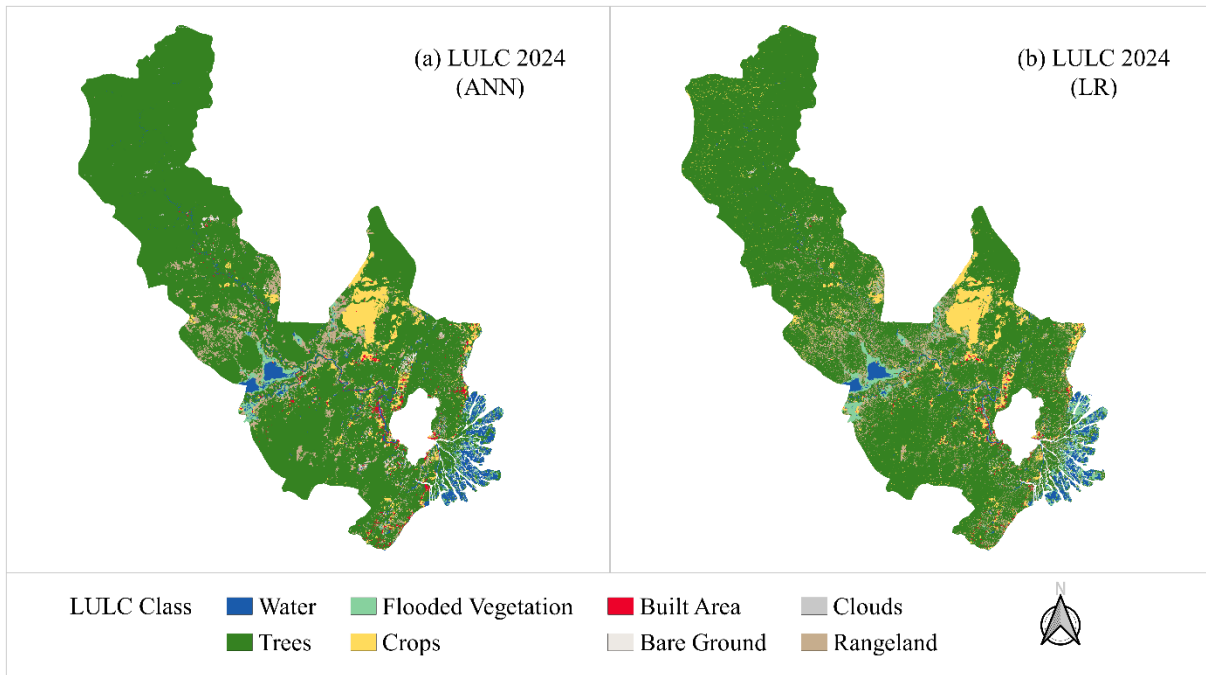 (a) LULC 2024
(ANN)
(b) LULC 2024
(LR)
LULC Class
Water
Flooded Vegetation
Built Area
Clouds
Trees
Crops
Bare Ground
Rangeland
N